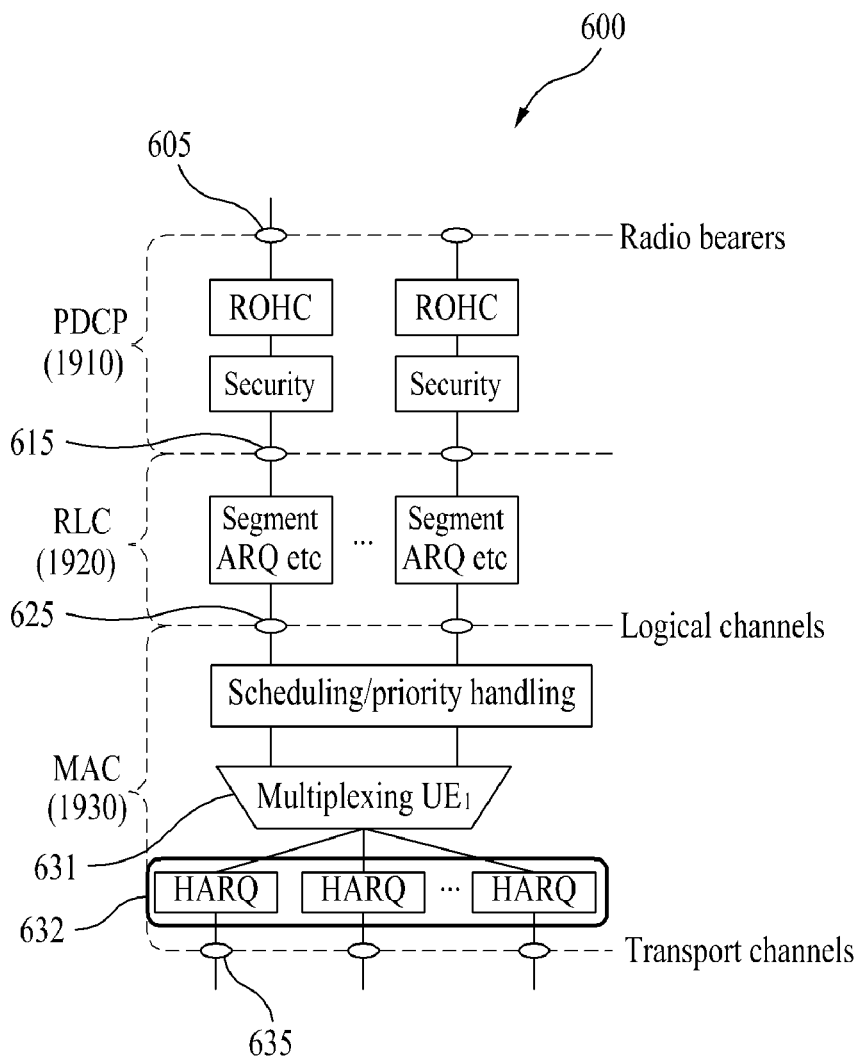 600
605
Radio bearers
ROHC ROHC
PDCP
(1910)
Security Security
615
RLC
(1920)
Segment
ARQ etc
...
Segment
ARQ etc
625
Logical channels
Scheduling/priority handling
MAC
(1930)
Multiplexing UE₁
631
HARQ HARQ ... HARQ
632
Transport channels
635